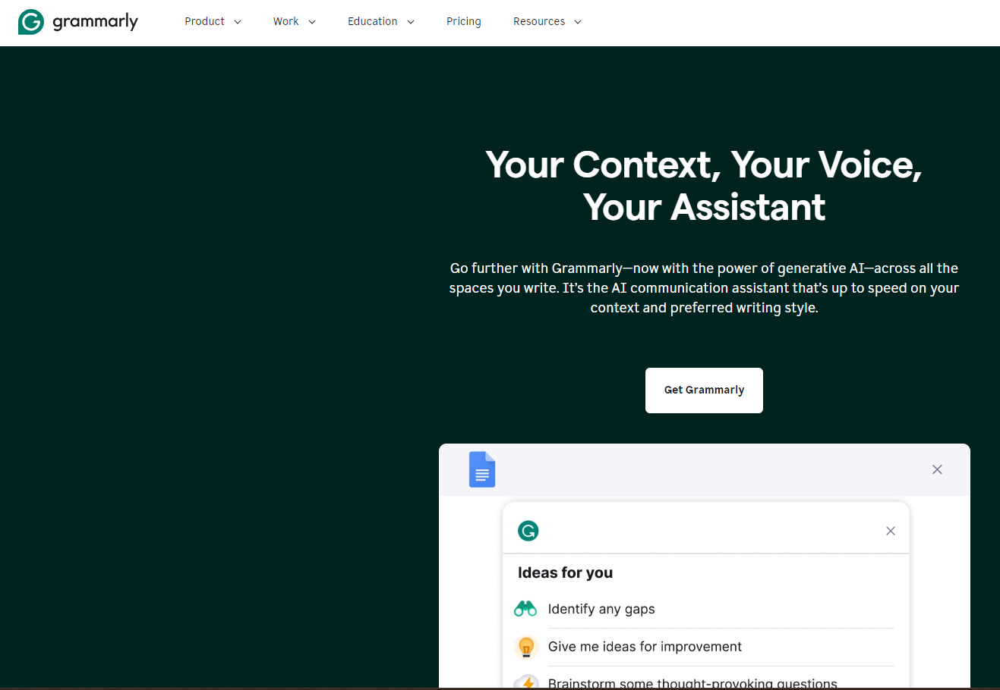 grammarly
Product
Work
Education
Pricing
Resources
Your Context, Your Voice,
Your Assistant
Go further with Grammarly—now with the power of generative AI—across all the
spaces you write. It’s the AI communication assistant that’s up to speed on your
context and preferred writing style.
Get Grammarly
Ideas for you
Identify any gaps
Give me ideas for improvement
Brainstorm some thought-provoking questions